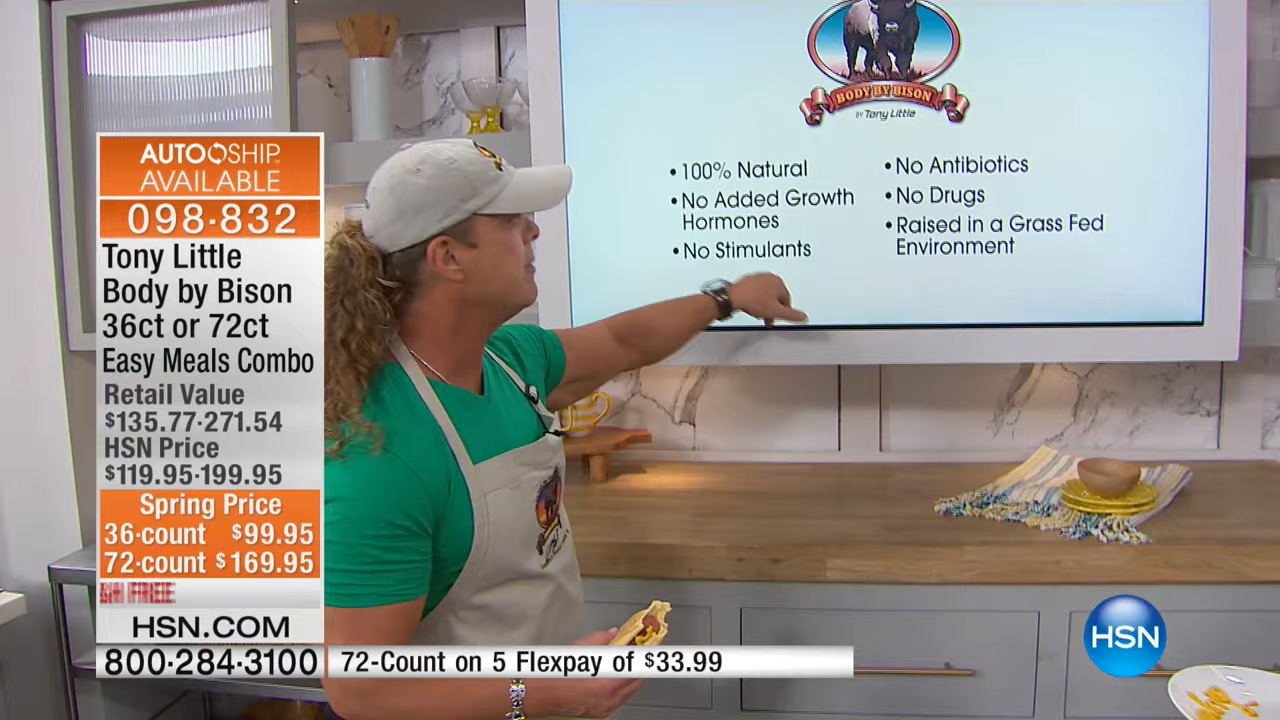 AUTO SHIP
AVAILABLE
098·832
Tony Little
Body by Bison
36ct or 72ct
Easy Meals Combo
Retail Value
$135.77-271.54
HSN Price
$119.95-199.95
Spring Price
36-count $99.95
72-count $169.95
HSN.COM
800·284·3100
72-Count on 5 Flexpay of $33.99
BODY BY BISON
BY Tony Little
• 100% Natural
• No Added Growth
Hormones
• No Stimulants
• No Antibiotics
• No Drugs
• Raised in a Grass Fed
Environment
HSN